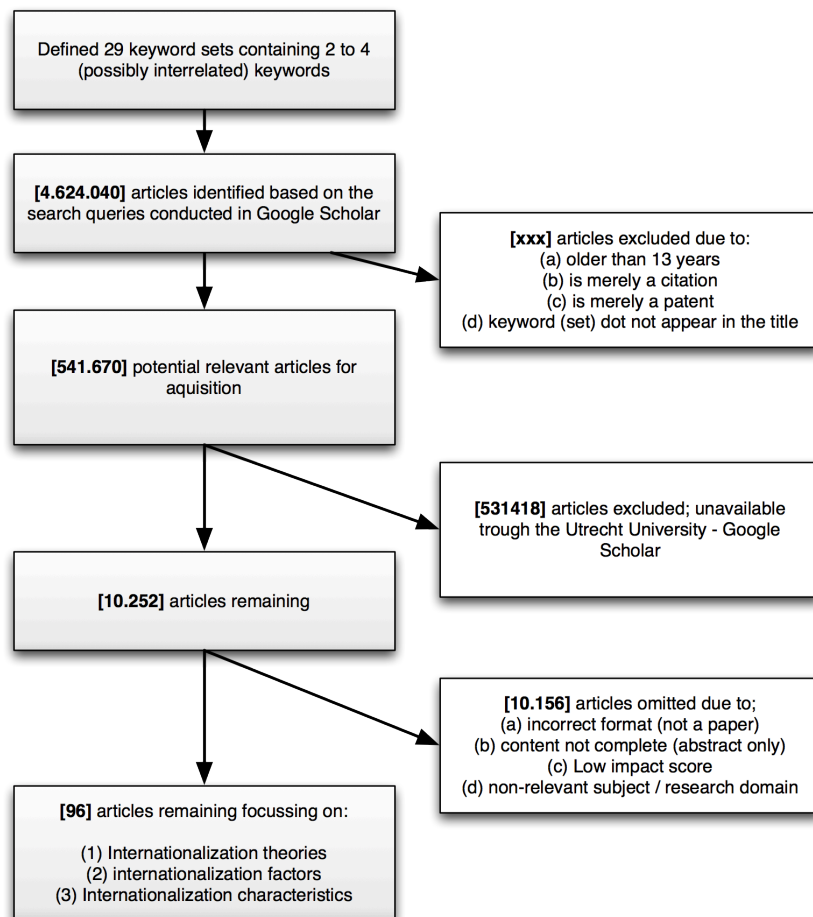 Defined 29 keyword sets containing 2 to 4
(possibly interrelated) keywords
[4.624.040] articles identified based on the
search queries conducted in Google Scholar
[xxx] articles excluded due to:
(a) older than 13 years
(b) is merely a citation
(c) is merely a patent
(d) keyword (set) dot not appear in the title
[541.670] potential relevant articles for
aquisition
[531418] articles excluded; unavailable
trough the Utrecht University - Google
Scholar
[10.252] articles remaining
[10.156] articles omitted due to;
(a) incorrect format (not a paper)
(b) content not complete (abstract only)
(c) Low impact score
(d) non-relevant subject / research domain
[96] articles remaining focussing on:
(1) Internationalization theories
(2) internationalization factors
(3) Internationalization characteristics